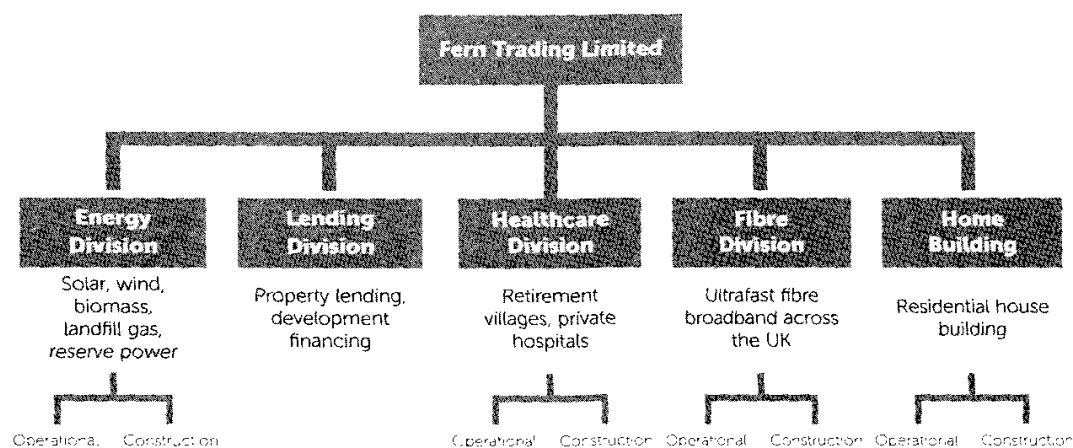 Fern Trading Limited
Energy
Division
Lending
Division
Healthcare
Division
Fibre
Division
Home
Building
Solar, wind,
biomass,
landfill gas,
reserve power
Property lending,
development
financing
Retirement
villages, private
hospitals
Ultrafast fibre
broadband across
the UK
Residential house
building
Operational Construction
Operational Construction
Operational Construction
Operational Construction